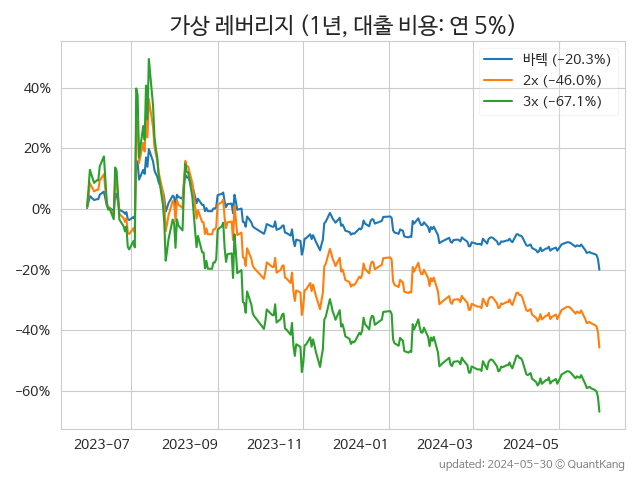 가상 레버리지 (1년, 대출 비용: 연 5%)
바텍 (−20.3%)
2x (−46.0%)
3x (−67.1%)
40%
20%
0%
−20%
−40%
−60%
2023-07 2023-09 2023-11 2024-01 2024-03 2024-05
updated: 2024-05-30 © QuantKang